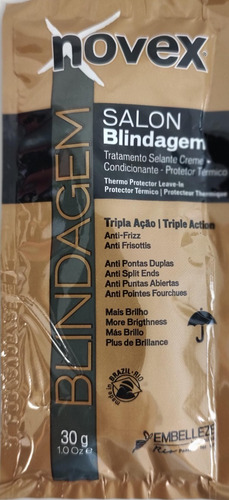 novex
BLINDAGEM
SALON
Blindagem
Tratamento Selante Creme
Condicionante - Protetor Térmico
Thermo Protector Leave-In
Protector Térmico | Protecteur Thermique
Tripla Ação | Triple Action
Anti-Frizz
Anti Frisottis
Anti Pontas Duplas
Anti Split Ends
Anti Puntas Abiertas
Anti Pointes Fourchues
Mais Brilho
More Brigthness
Más Brillo
Plus de Brillance
made in BRAZIL-RIO
30 g
1.0 Oz
EMBELLEZE